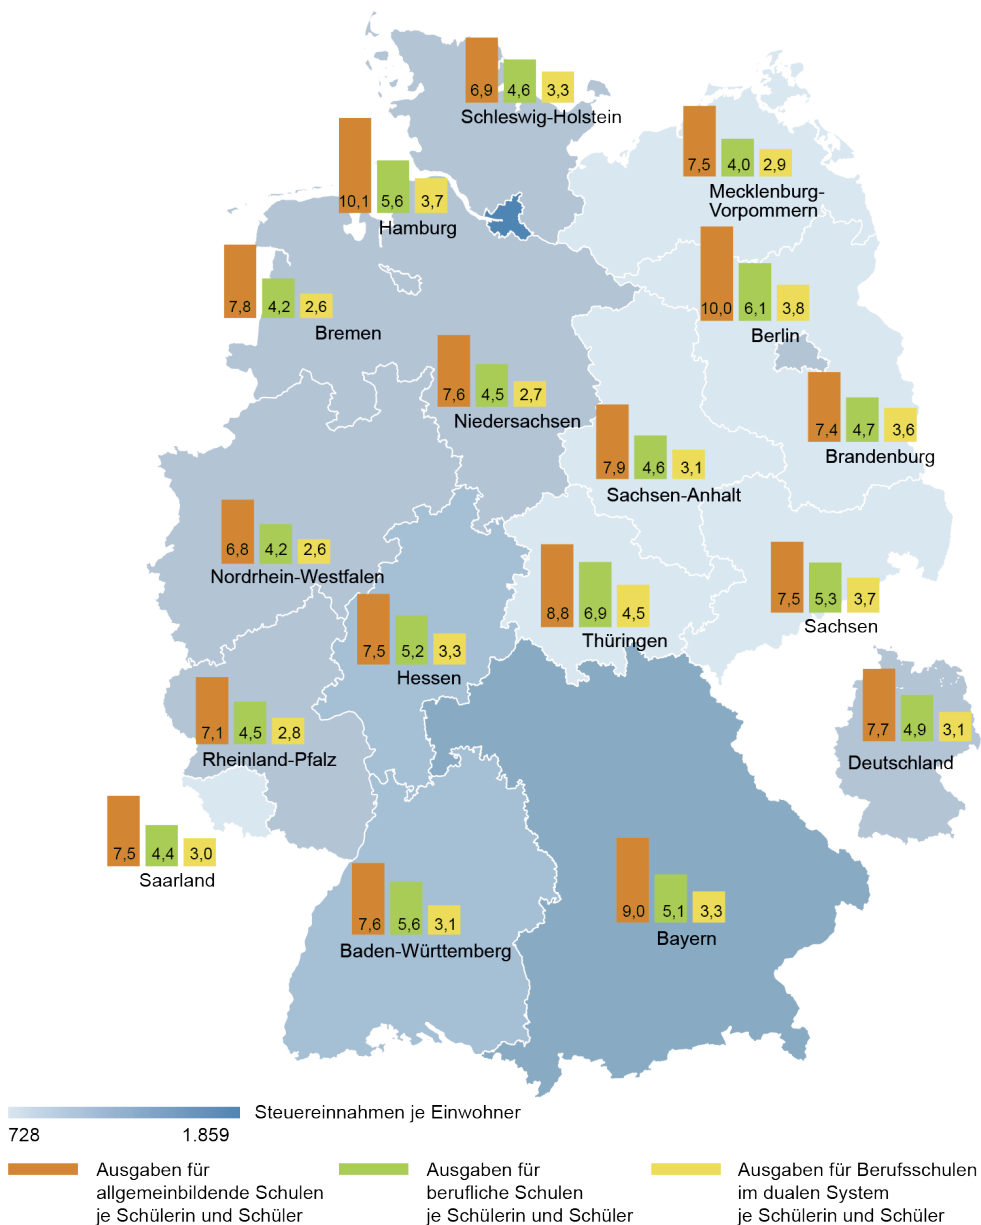 6,9 4,6 3,3
Schleswig-Holstein
7,5 4,0 2,9
Mecklenburg-
Vorpommern
10,1 5,6 3,7
Hamburg
7,8 4,2 2,6
Bremen
10,0 6,1 3,8
Berlin
7,6 4,5 2,7
Niedersachsen
7,4 4,7 3,6
Brandenburg
7,9 4,6 3,1
Sachsen-Anhalt
6,8 4,2 2,6
Nordrhein-Westfalen
8,8 6,9 4,5
Thüringen
7,5 5,3 3,7
Sachsen
7,5 5,2 3,3
Hessen
7,1 4,5 2,8
Rheinland-Pfalz
7,7 4,9 3,1
Deutschland
7,5 4,4 3,0
Saarland
7,6 5,6 3,1
Baden-Württemberg
9,0 5,1 3,3
Bayern
Steuereinnahmen je Einwohner
728 1.859
Ausgaben für
allgemeinbildende Schulen
je Schülerin und Schüler
Ausgaben für
berufliche Schulen
je Schülerin und Schüler
Ausgaben für Berufsschulen
im dualen System
je Schülerin und Schüler